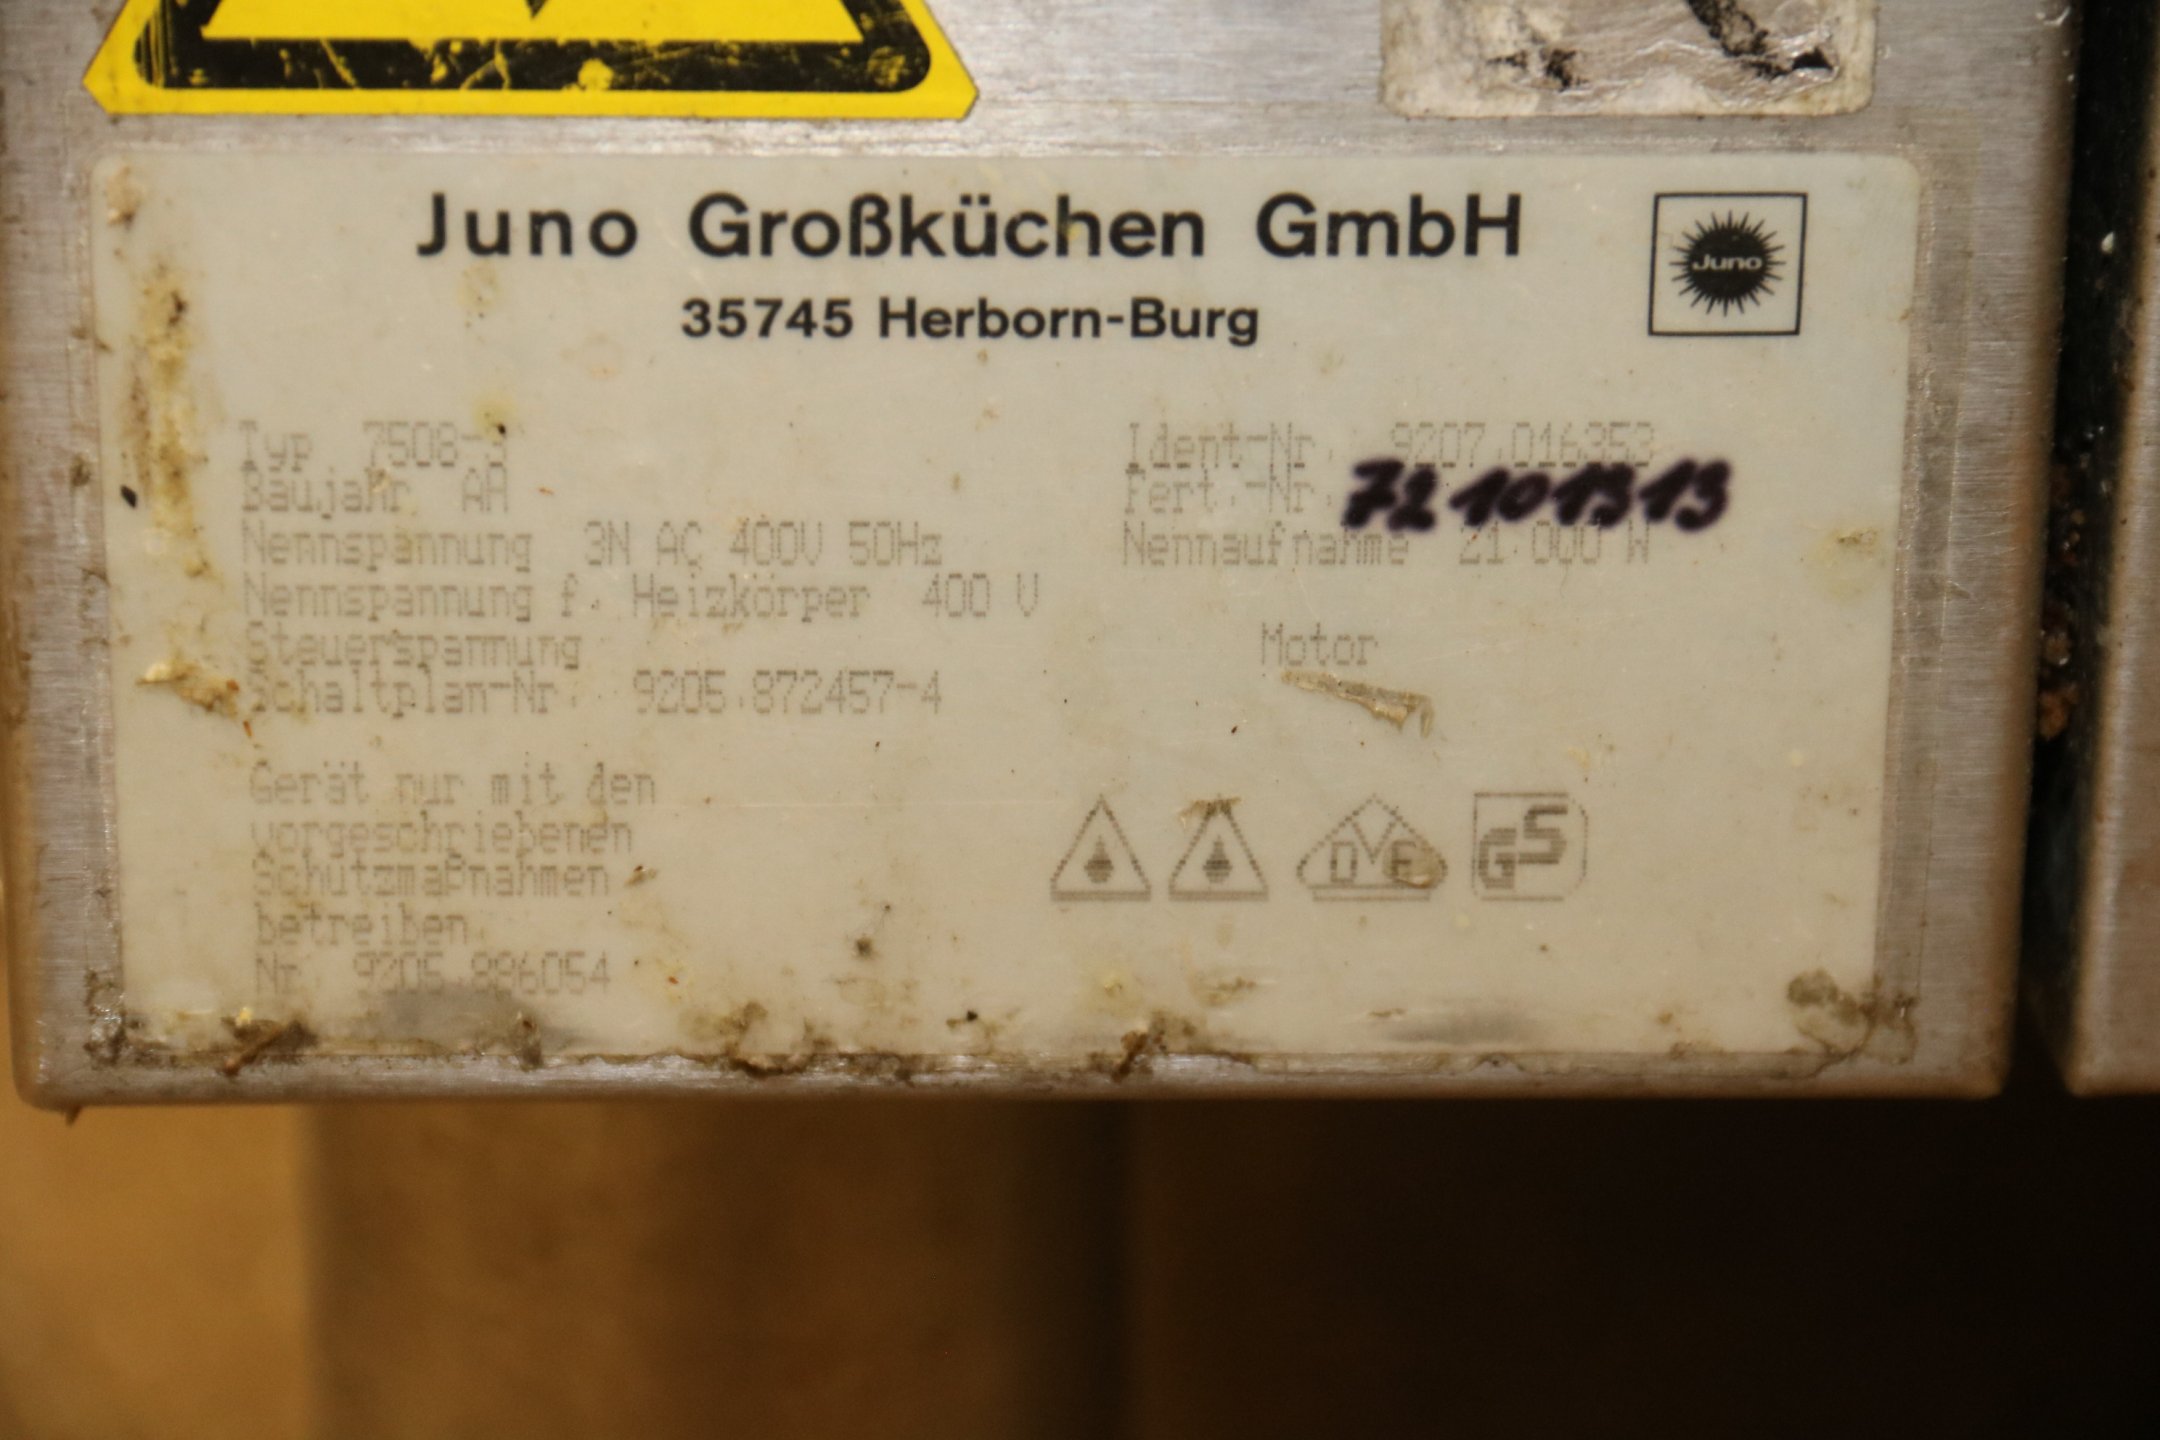 Juno Großküchen GmbH
Juno
35745 Herborn-Burg
Typ 7508-3
Baujahr AA
Nennspannung 3N AC 400V 50Hz
Nennspannung f. Heizkörper 400 V
Steuerspannung
Schaltplan-Nr. 9205.872457-4
Ident-Nr. 9207.016353
Fert.-Nr. 72101313
Nennaufnahme 21.000 W
Motor
Gerät nur mit den
vorgeschriebenen
Schutzmaßnahmen
betreiben
Nr. 9205.886054
DVE
GS